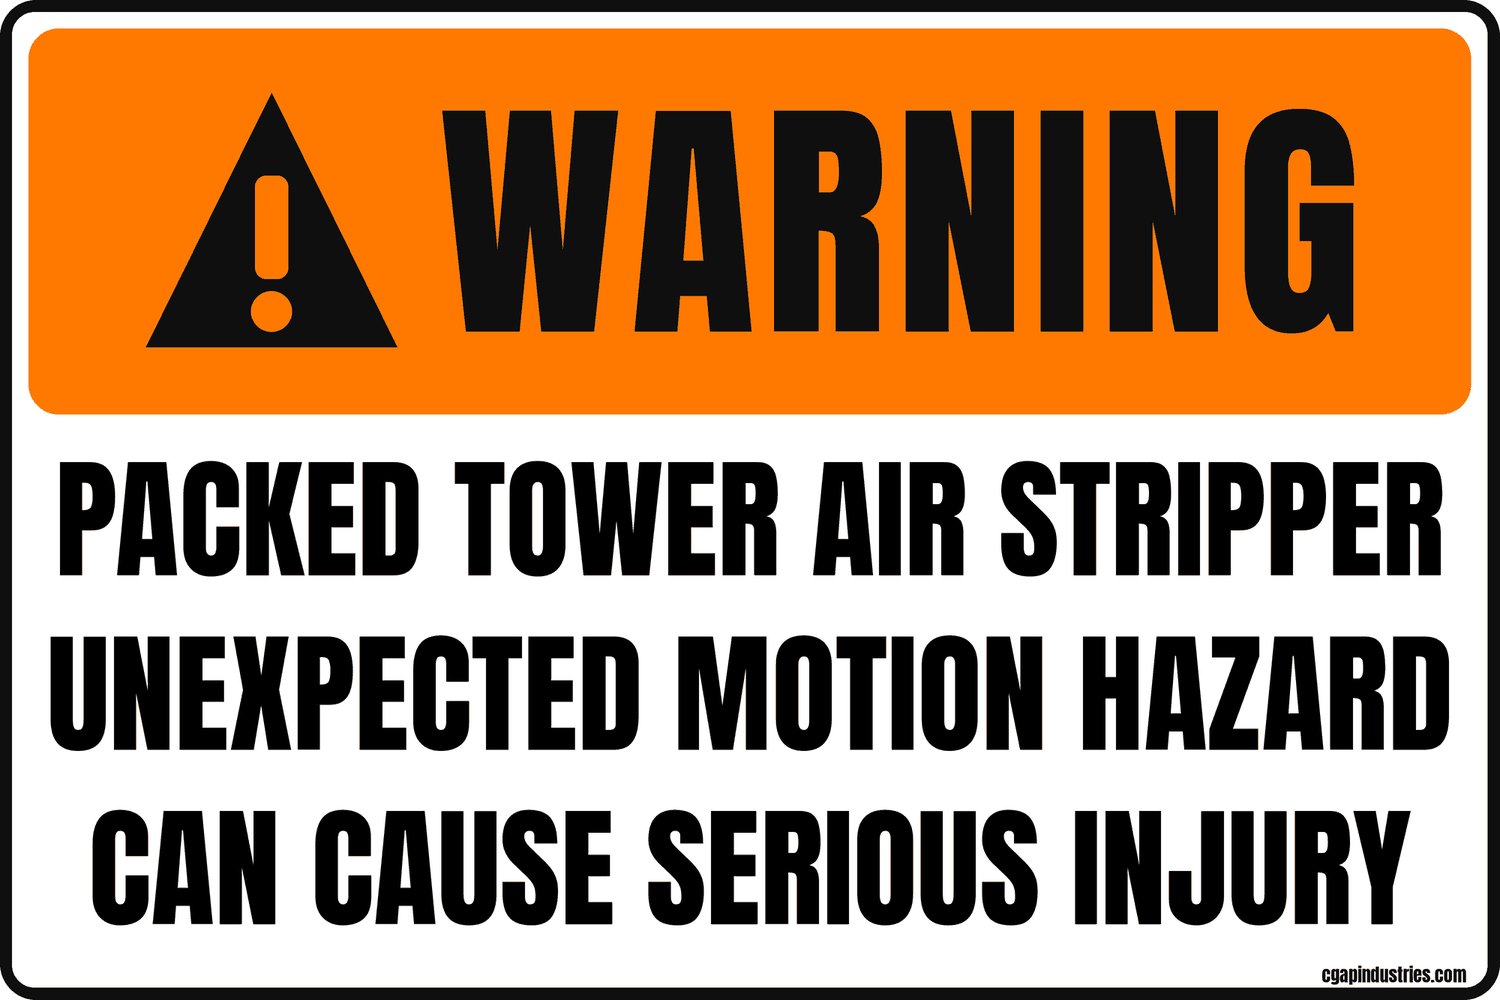 WARNING
PACKED TOWER AIR STRIPPER
UNEXPECTED MOTION HAZARD
CAN CAUSE SERIOUS INJURY
cgapindustries.com